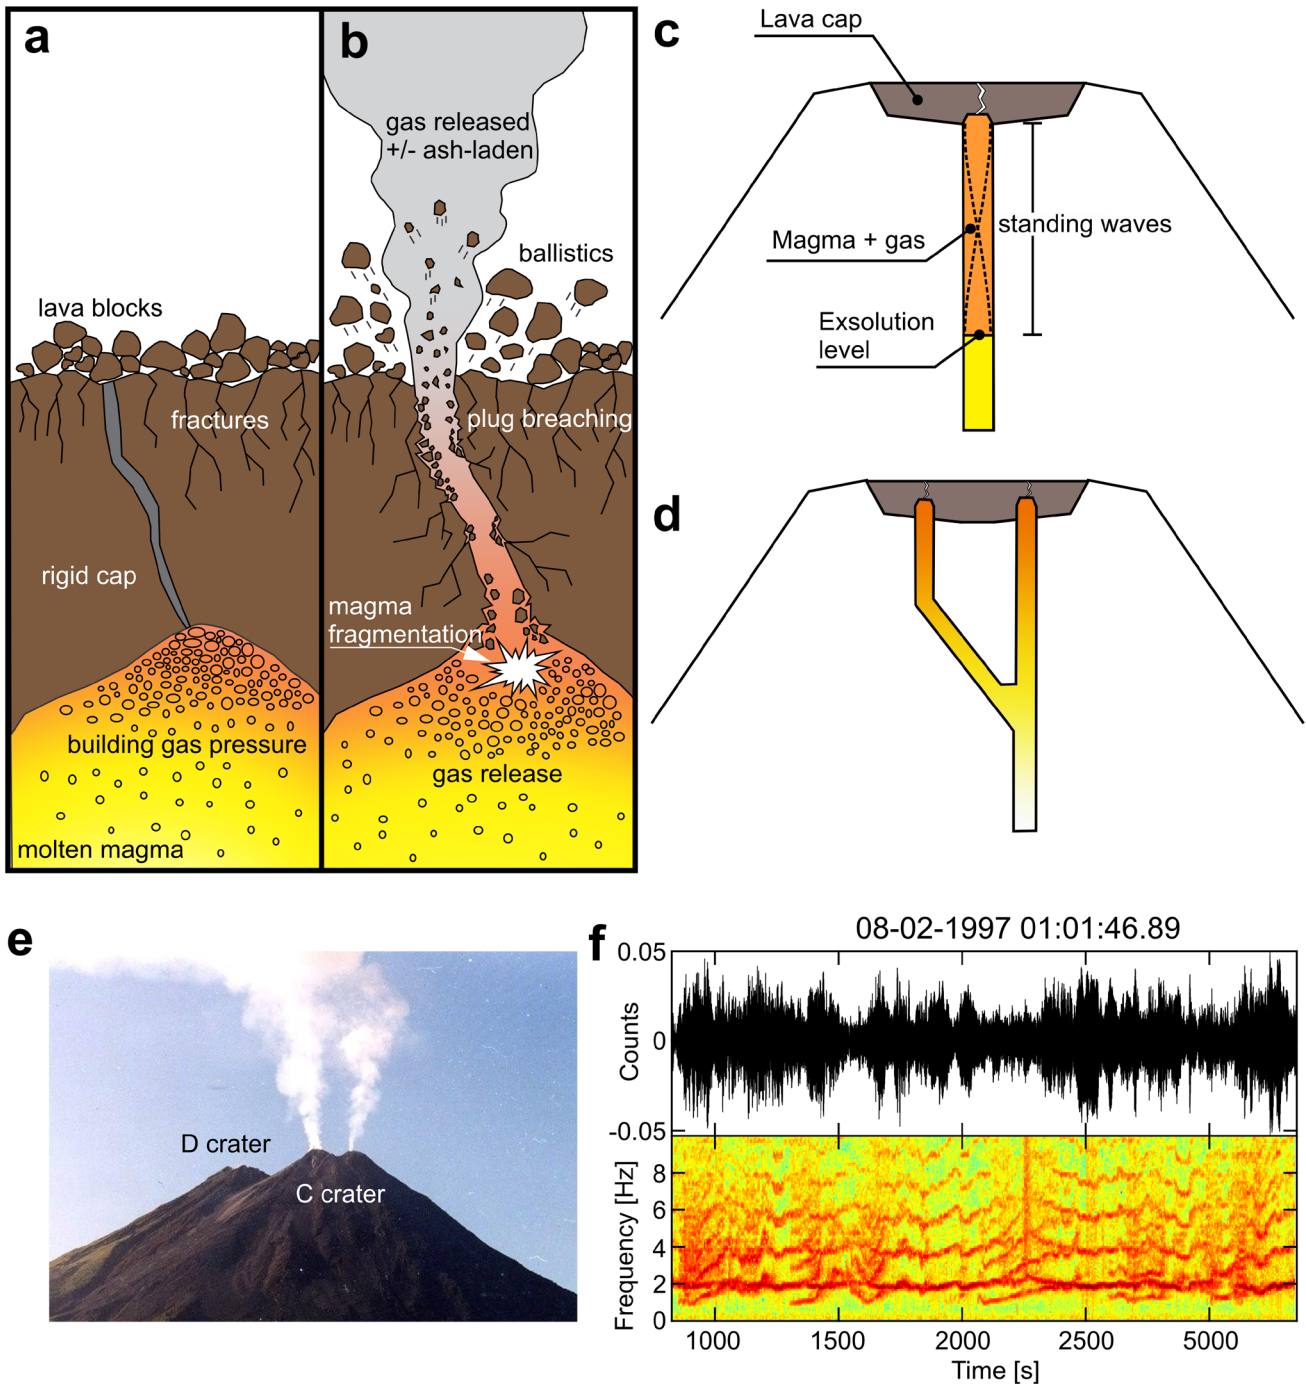 a
lava blocks
fractures
rigid cap
building gas pressure
molten magma
b
gas released
+/- ash-laden
ballistics
plug breaching
magma
fragmentation
gas release
c
Lava cap
standing waves
Magma + gas
Exsolution
level
d
e
D crater
C crater
f
08-02-1997 01:01:46.89
0.05
0
-0.05
Counts
8
6
4
2
0
Frequency [Hz]
1000
1500
2000
2500
5000
Time [s]